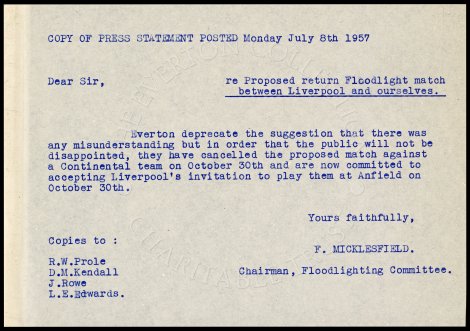 COPY OF PRESS STATEMENT POSTED Monday July 8th 1957
Dear Sir,
re Proposed return Floodlight match
between Liverpool and ourselves.
Everton deprecate the suggestion that there was
any misunderstanding but in order that the public will not be
disappointed, they have cancelled the proposed match against
a Continental team on October 30th and are now committed to
accepting Liverpool's invitation to play them at Anfield on
October 30th.
Yours faithfully,
F. MICKLESFIELD.
Chairman, Floodlighting Committee.
Copies to :
R.W.Prole
D.M.Kendall
J.Rowe
L.E.Edwards.